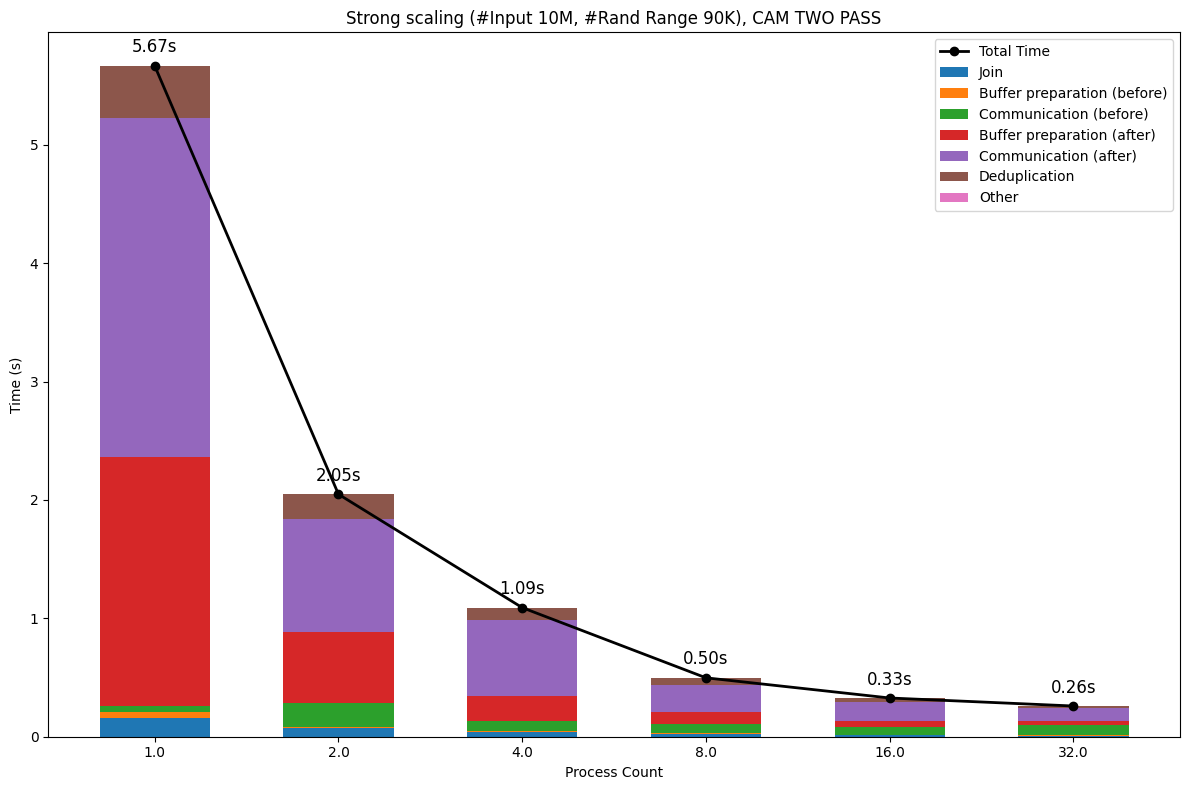 Strong scaling (#Input 10M, #Rand Range 90K), CAM TWO PASS
Total Time
Join
Buffer preparation (before)
Communication (before)
Buffer preparation (after)
Communication (after)
Deduplication
Other
5.67s
2.05s
1.09s
0.50s
0.33s
0.26s
Time (s)
5
4
3
2
1
0
1.0
2.0
4.0
8.0
16.0
32.0
Process Count